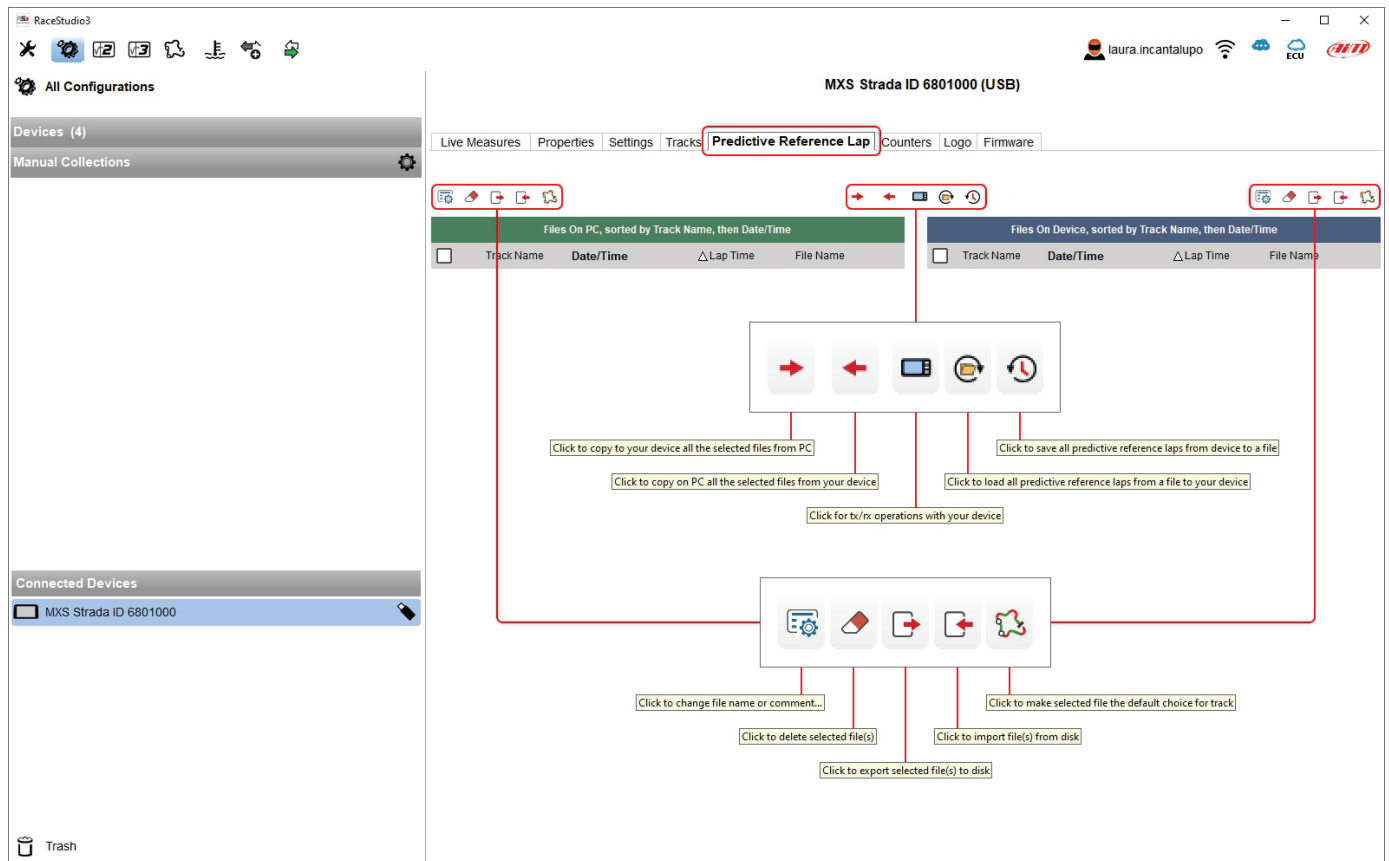 RaceStudio3
laura.incantalupo
ECU
AiM
All Configurations
MXS Strada ID 6801000 (USB)
Devices (4)
Manual Collections
Live Measures Properties Settings Tracks Predictive Reference Lap Counters Logo Firmware
Files On PC, sorted by Track Name, then Date/Time
Files On Device, sorted by Track Name, then Date/Time
Track Name Date/Time Lap Time File Name
Track Name Date/Time Lap Time File Name
Click to copy to your device all the selected files from PC
Click to save all predictive reference laps from device to a file
Click to copy on PC all the selected files from your device
Click to load all predictive reference laps from a file to your device
Click for tx/rx operations with your device
Connected Devices
MXS Strada ID 6801000
Click to change file name or comment...
Click to make selected file the default choice for track
Click to delete selected file(s)
Click to import file(s) from disk
Click to export selected file(s) to disk
Trash